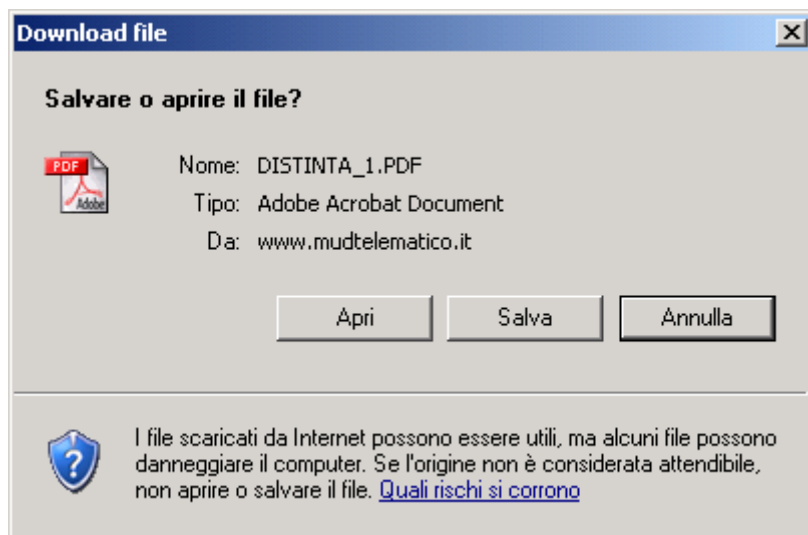 Download file
Salvare o aprire il file?
PDF
Adobe
Nome: DISTINTA_1.PDF
Tipo: Adobe Acrobat Document
Da: www.mudtelematico.it
Apri Salva Annulla
I file scaricati da Internet possono essere utili, ma alcuni file possono
danneggiare il computer. Se l'origine non è considerata attendibile,
non aprire o salvare il file. Quali rischi si corrono